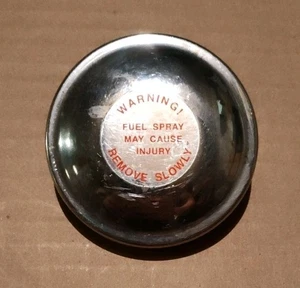 WARNING!
FUEL SPRAY
MAY CAUSE
INJURY
REMOVE SLOWLY